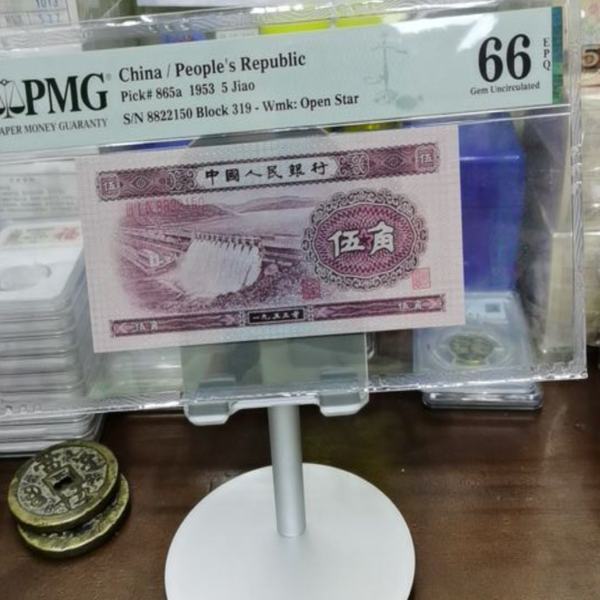 PMG
PAPER MONEY GUARANTY
China / People's Republic
Pick# 865a 1953 5 Jiao
S/N 8822150 Block 319 - Wmk: Open Star
66
EPQ
Gem Uncirculated
伍
中國人民銀行
伍
伍角
伍角
一九五三年
伍角